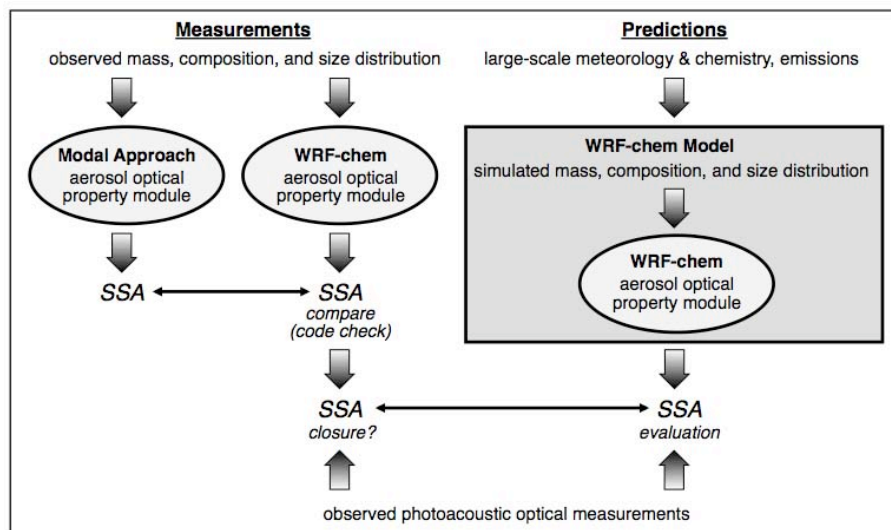 Measurements
observed mass, composition, and size distribution
Modal Approach
aerosol optical
property module
WRF-chem
aerosol optical
property module
SSA
SSA
compare
(code check)
SSA
closure?
Predictions
large-scale meteorology & chemistry, emissions
WRF-chem Model
simulated mass, composition, and size distribution
WRF-chem
aerosol optical
property module
SSA
evaluation
observed photoacoustic optical measurements